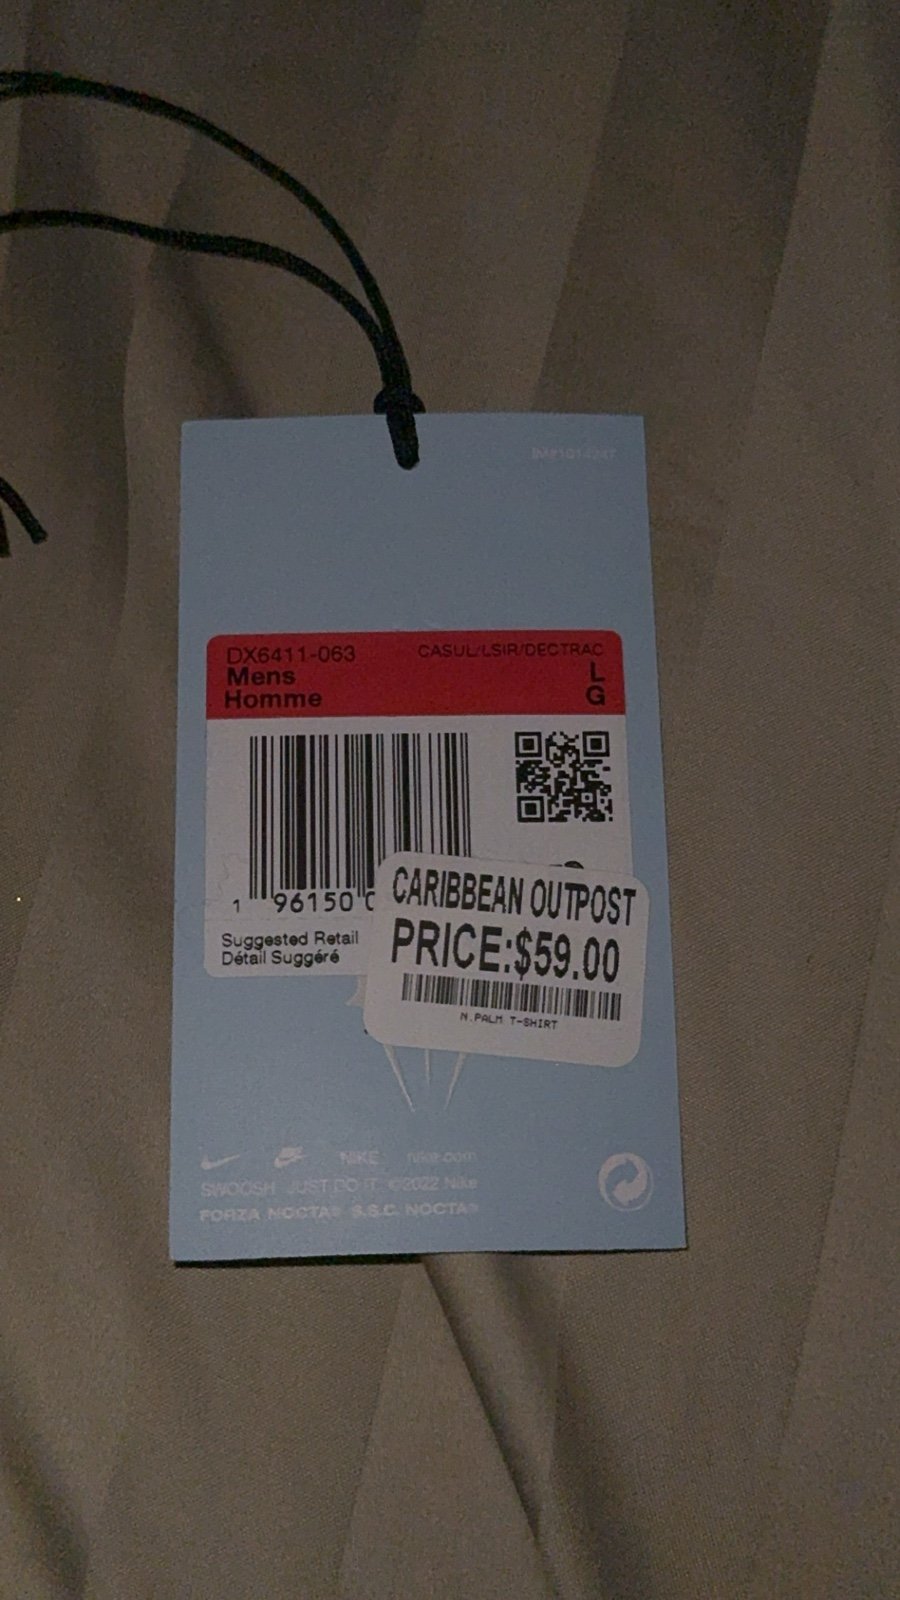 DX6411-063 CASUL/LSIR/DECTRAC
Mens L
Homme G
1 96150 0
Suggested Retail
Détail Suggéré
CARIBBEAN OUTPOST
PRICE:$59.00
N.PALM T-SHIRT
NIKE nike.com
SWOOSH JUST DO IT ©2022 Nike
FORZA NOCTA® S.S.C. NOCTA®